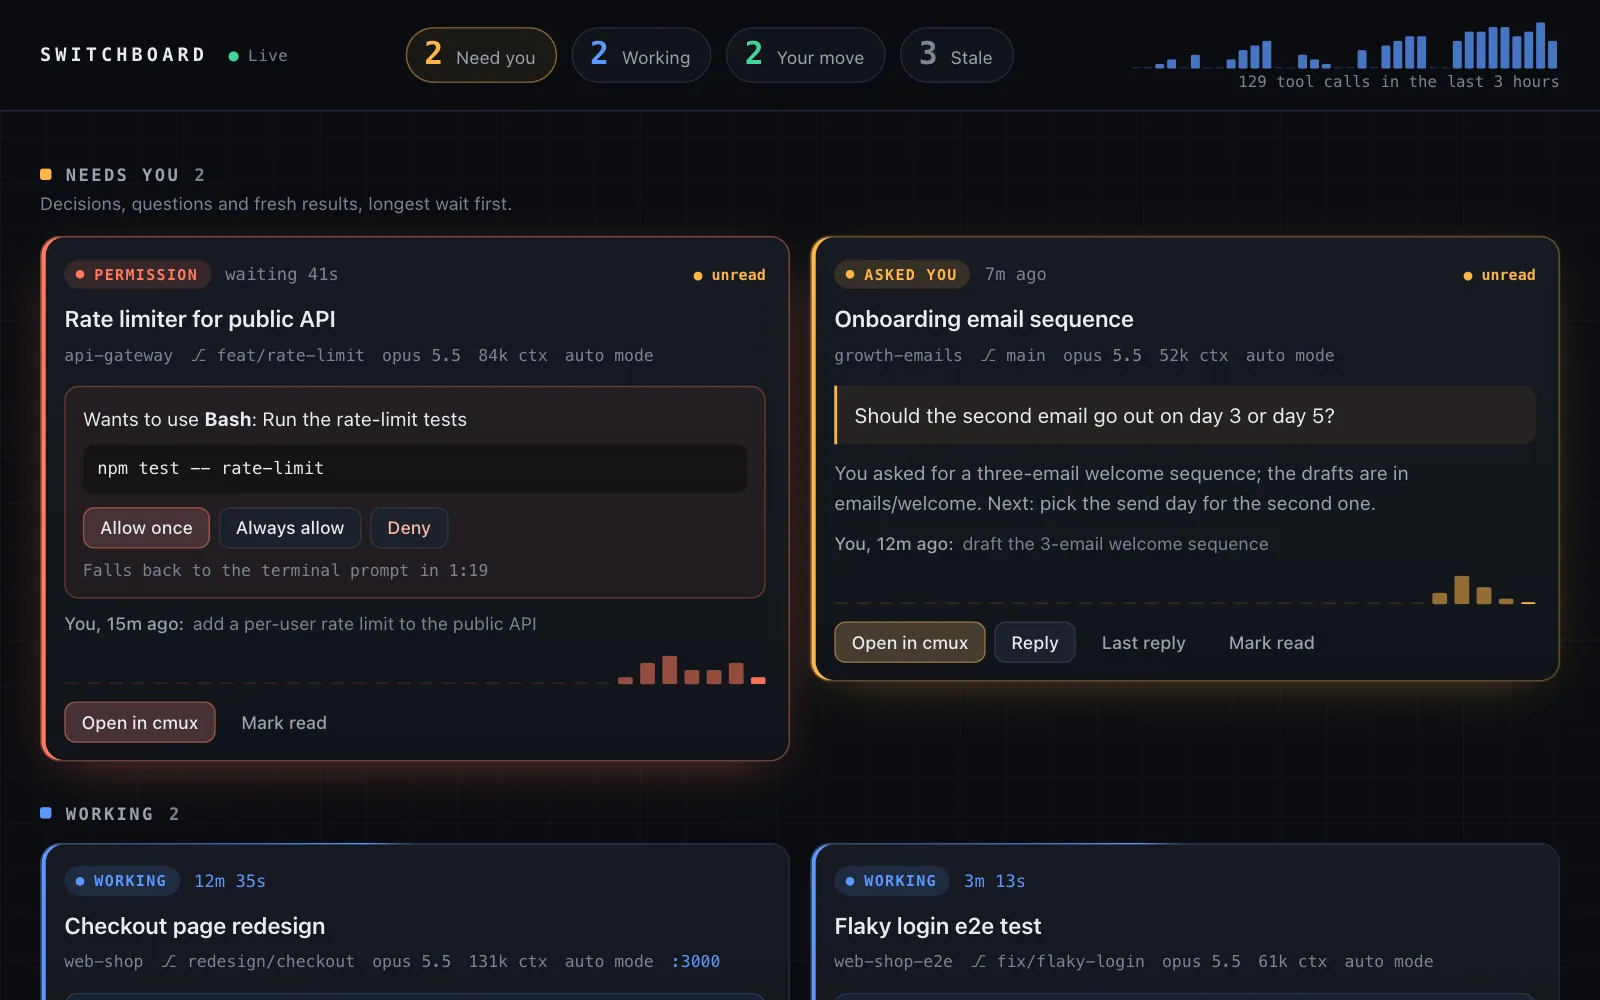 SWITCHBOARD
Live
2 Need you
2 Working
2 Your move
3 Stale
129 tool calls in the last 3 hours
NEEDS YOU 2
Decisions, questions and fresh results, longest wait first.
PERMISSION waiting 41s unread
Rate limiter for public API
api-gateway ⎇ feat/rate-limit opus 5.5 84k ctx auto mode
Wants to use Bash: Run the rate-limit tests
npm test -- rate-limit
Allow once Always allow Deny
Falls back to the terminal prompt in 1:19
You, 15m ago: add a per-user rate limit to the public API
Open in cmux Mark read
ASKED YOU 7m ago unread
Onboarding email sequence
growth-emails ⎇ main opus 5.5 52k ctx auto mode
Should the second email go out on day 3 or day 5?
You asked for a three-email welcome sequence; the drafts are in
emails/welcome. Next: pick the send day for the second one.
You, 12m ago: draft the 3-email welcome sequence
Open in cmux Reply Last reply Mark read
WORKING 2
WORKING 12m 35s
Checkout page redesign
web-shop ⎇ redesign/checkout opus 5.5 131k ctx auto mode :3000
WORKING 3m 13s
Flaky login e2e test
web-shop-e2e ⎇ fix/flaky-login opus 5.5 61k ctx auto mode